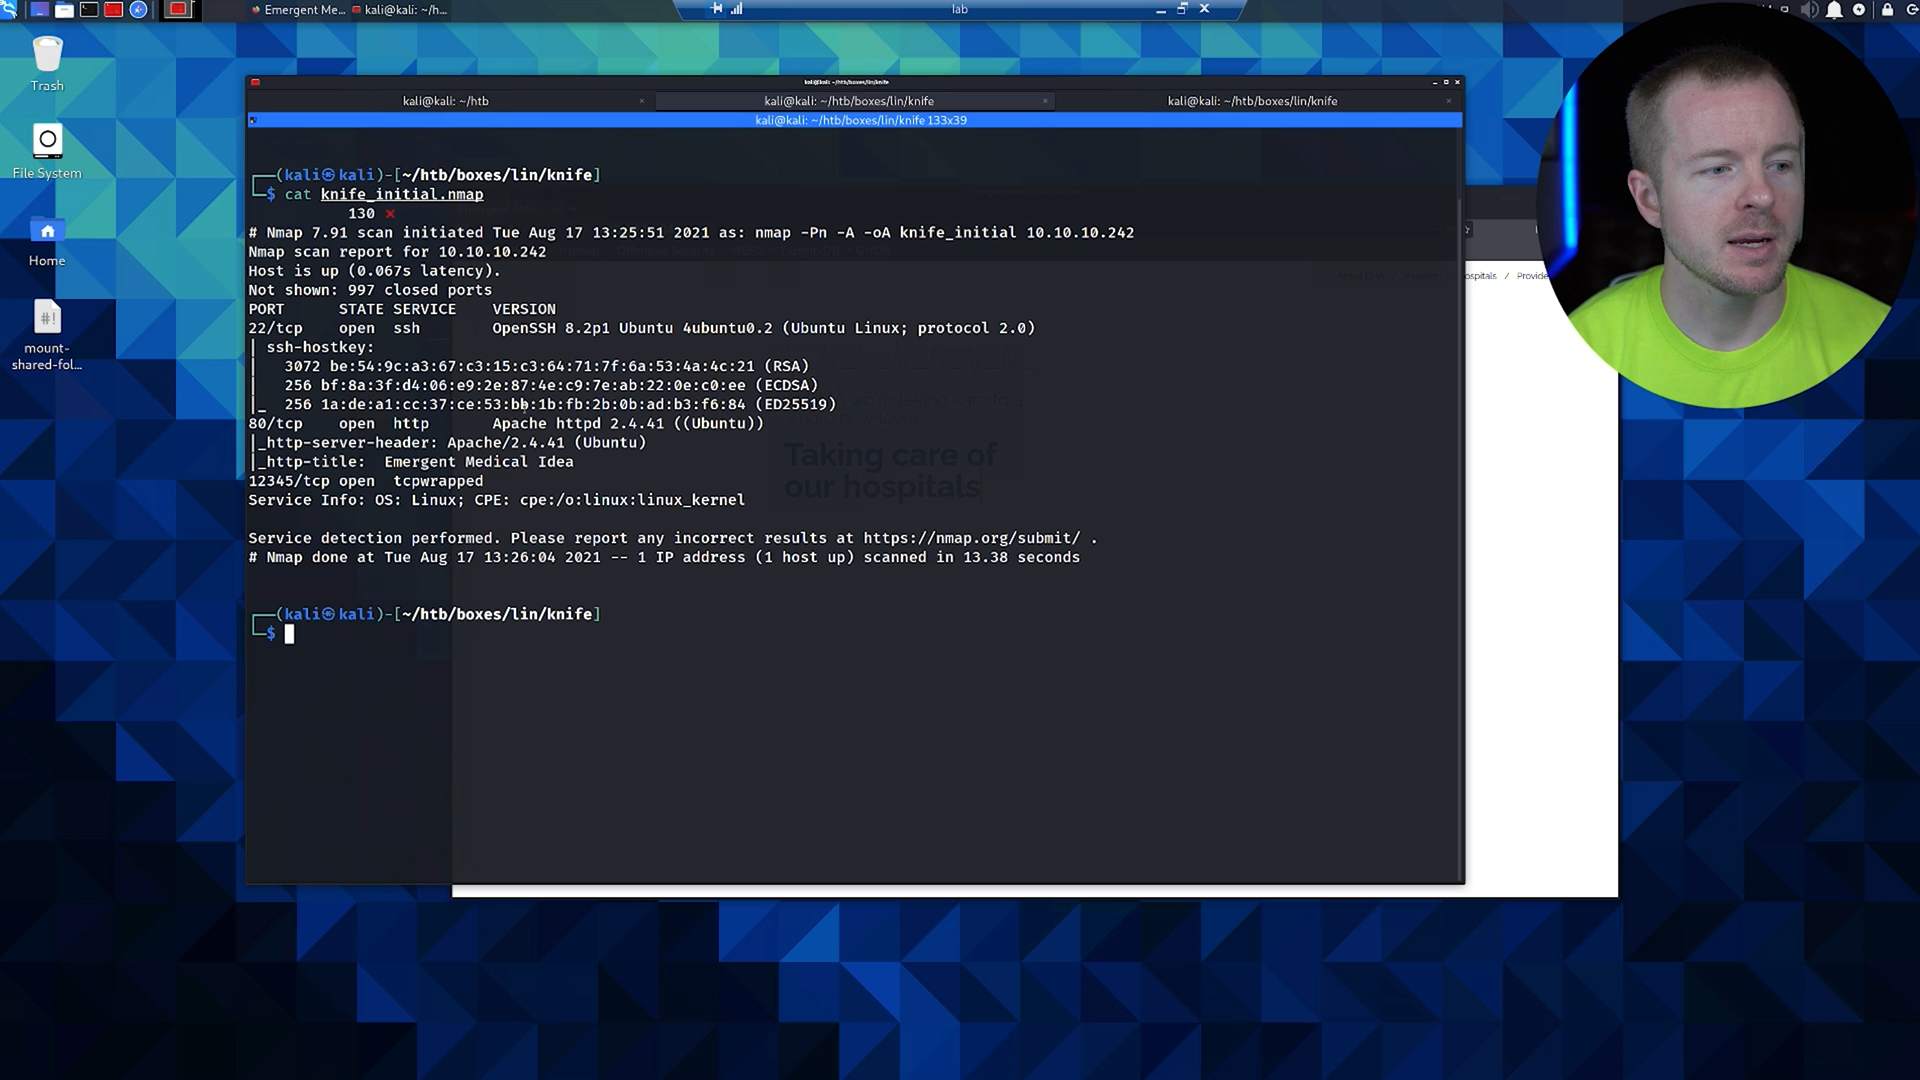 Emergent Me...
kali@kali: ~/h...
lab
Trash
File System
Home
mount-
shared-fol...
kali@kali: ~/htb/boxes/lin/knife
kali@kali: ~/htb
kali@kali: ~/htb/boxes/lin/knife
kali@kali: ~/htb/boxes/lin/knife
kali@kali: ~/htb/boxes/lin/knife 133x39
(kali㉿kali)-[~/htb/boxes/lin/knife]
$ cat knife_initial.nmap
130 ⨯
# Nmap 7.91 scan initiated Tue Aug 17 13:25:51 2021 as: nmap -Pn -A -oA knife_initial 10.10.10.242
Nmap scan report for 10.10.10.242
Host is up (0.067s latency).
Not shown: 997 closed ports
PORT STATE SERVICE VERSION
22/tcp open ssh OpenSSH 8.2p1 Ubuntu 4ubuntu0.2 (Ubuntu Linux; protocol 2.0)
| ssh-hostkey:
| 3072 be:54:9c:a3:67:c3:15:c3:64:71:7f:6a:53:4a:4c:21 (RSA)
| 256 bf:8a:3f:d4:06:e9:2e:87:4e:c9:7e:ab:22:0e:c0:ee (ECDSA)
|_ 256 1a:de:a1:cc:37:ce:53:bb:1b:fb:2b:0b:ad:b3:f6:84 (ED25519)
80/tcp open http Apache httpd 2.4.41 ((Ubuntu))
|_http-server-header: Apache/2.4.41 (Ubuntu)
|_http-title: Emergent Medical Idea
12345/tcp open tcpwrapped
Service Info: OS: Linux; CPE: cpe:/o:linux:linux_kernel
Service detection performed. Please report any incorrect results at https://nmap.org/submit/ .
# Nmap done at Tue Aug 17 13:26:04 2021 -- 1 IP address (1 host up) scanned in 13.38 seconds
(kali㉿kali)-[~/htb/boxes/lin/knife]
$
Taking care of
our hospitals
ospitals / Provide
#!